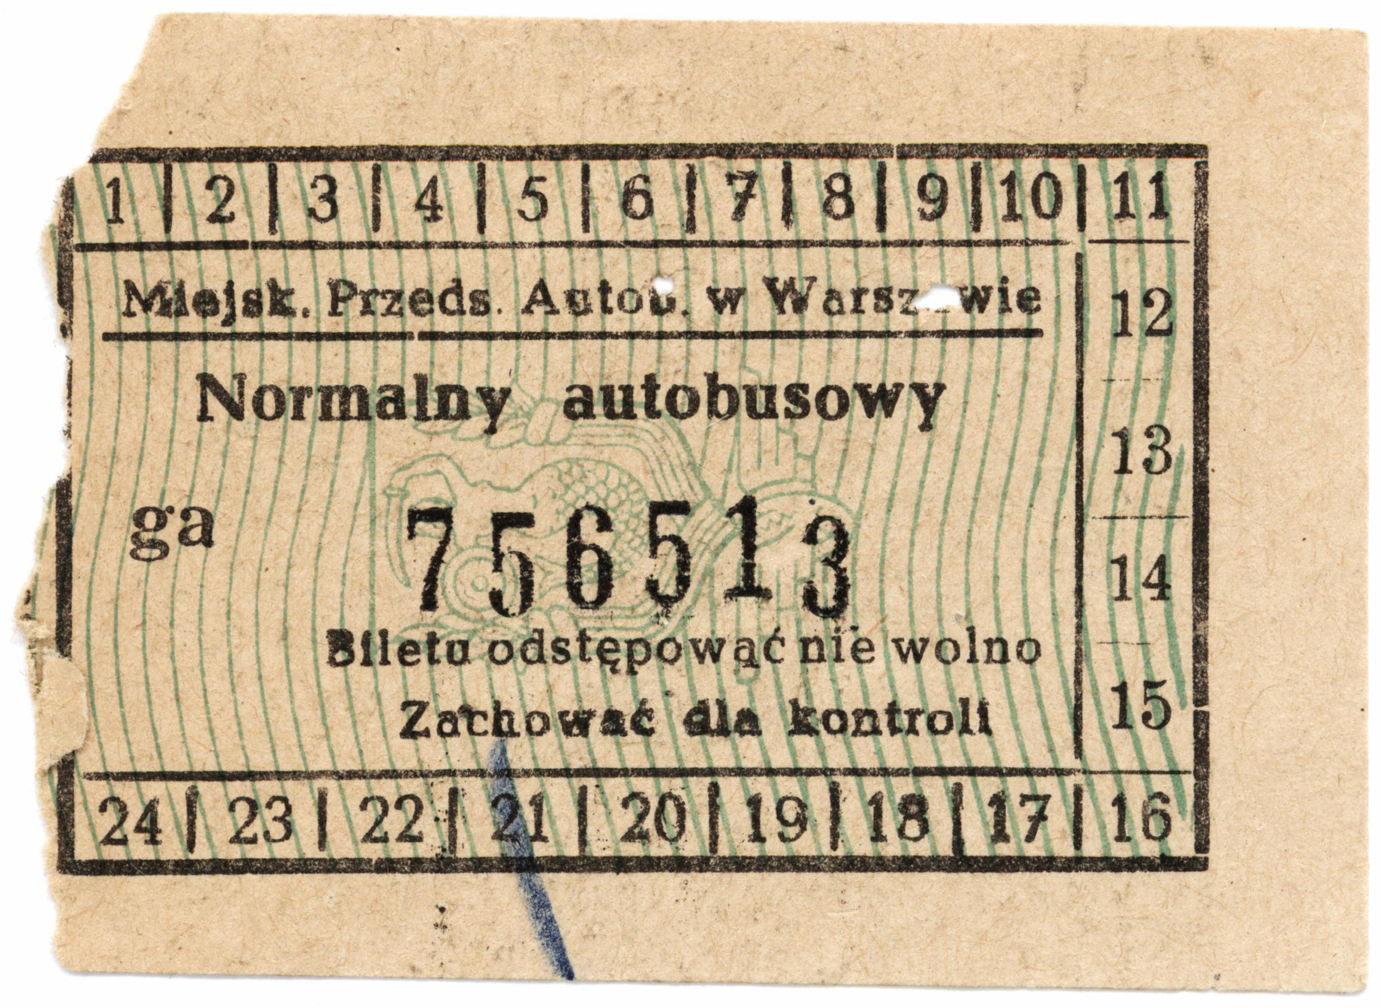 1 | 2 | 3 | 4 | 5 | 6 | 7 | 8 | 9 | 10 | 11
Miejsk. Przeds. Autob. w Warszawie
12
Normalny autobusowy
13
ga 756513
14
Biletu odstępować nie wolno
Zachować dla kontroli
15
24 | 23 | 22 | 21 | 20 | 19 | 18 | 17 | 16